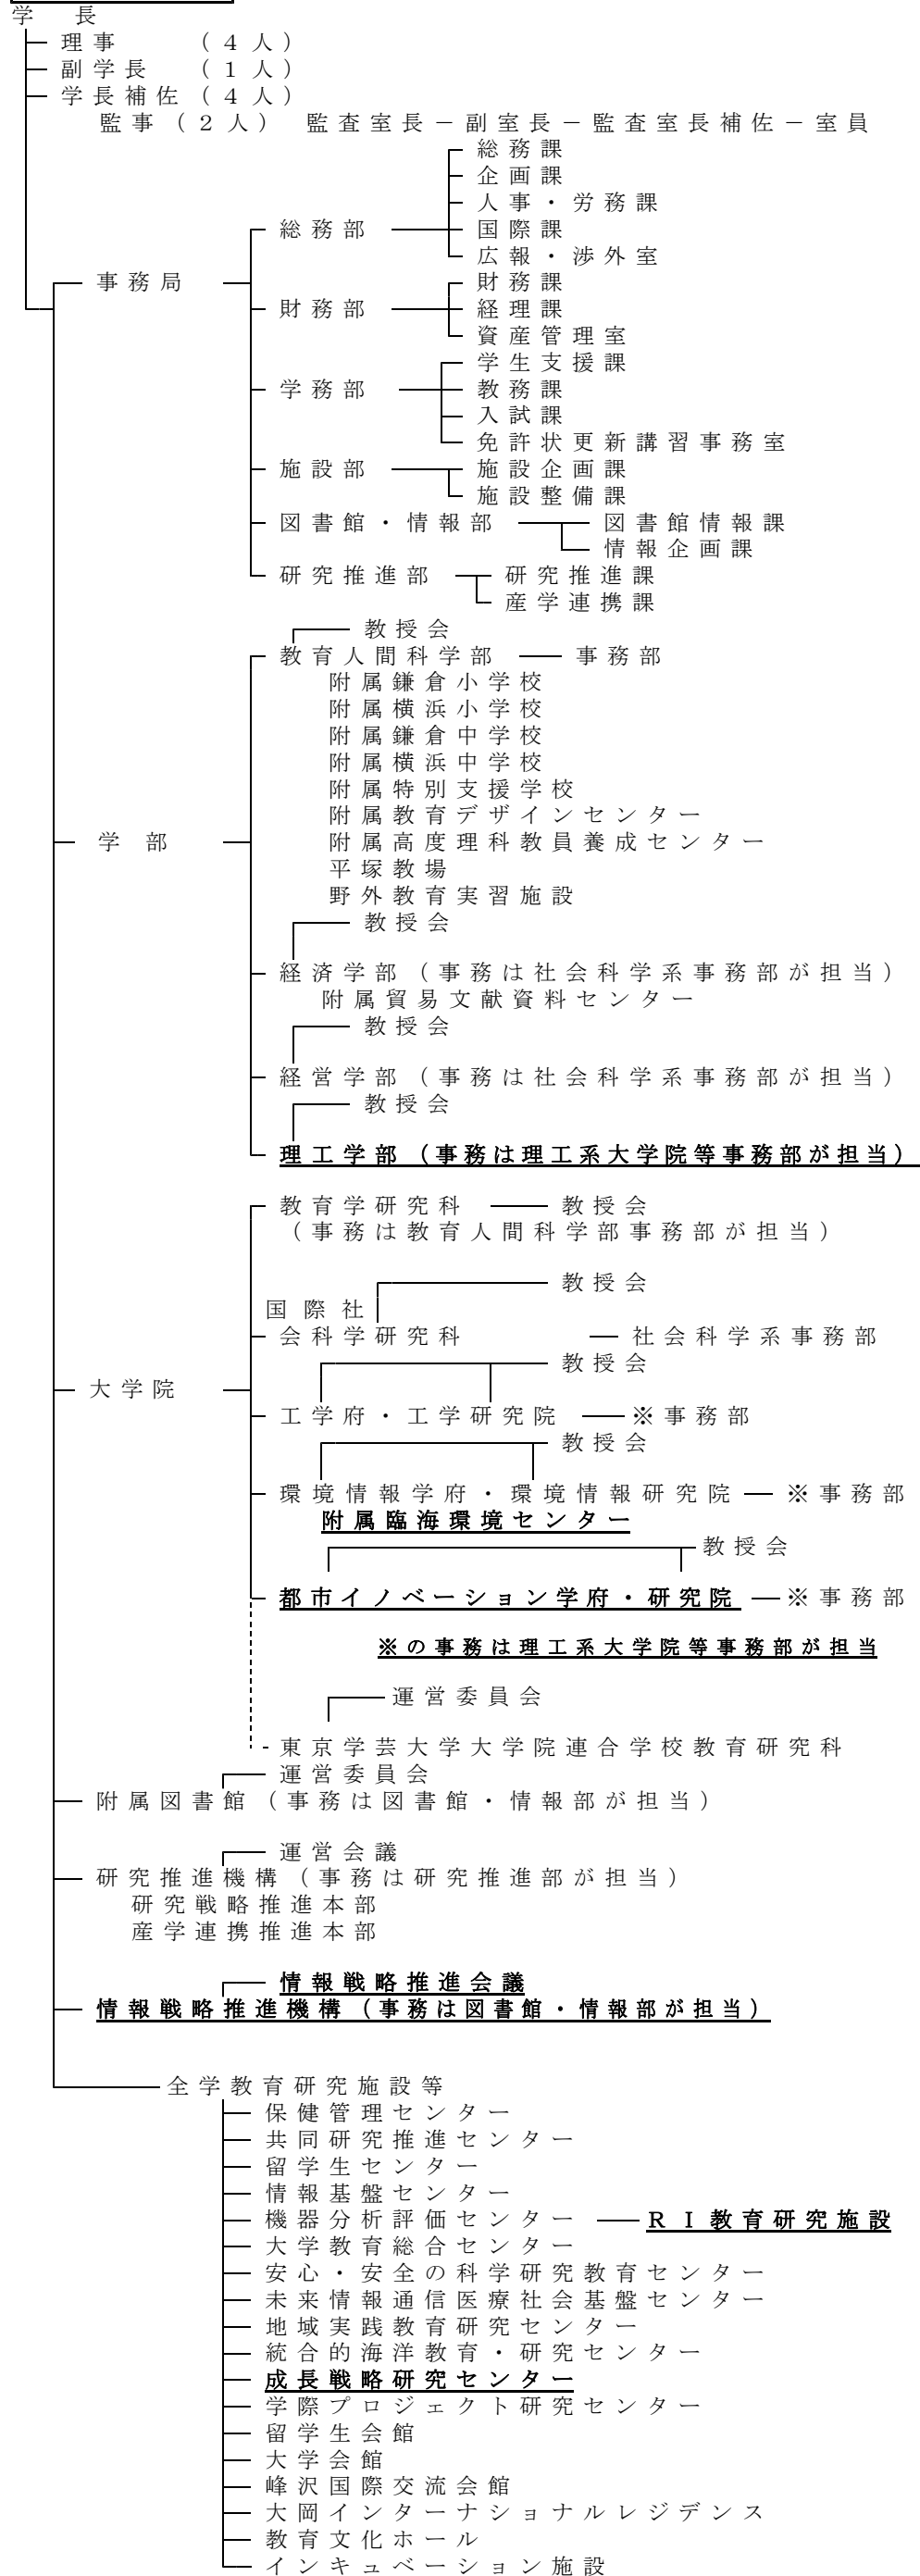 学　長
理事　（４人）
副学長　（１人）
学長補佐（４人）
監事（２人）　監査室長－副室長－監査室長補佐－室員
総務課
企画課
人事・労務課
総務部　国際課
広報・渉外室
事務局　財務課
財務部　経理課
資産管理室
学生支援課
学務部　教務課
入試課
免許状更新講習事務室
施設部　施設企画課
施設整備課
図書館・情報部　図書館情報課
情報企画課
研究推進部　研究推進課
産学連携課
教授会
教育人間科学部　事務部
附属鎌倉小学校
附属横浜小学校
附属鎌倉中学校
附属横浜中学校
附属特別支援学校
附属教育デザインセンター
学　部　附属高度理科教員養成センター
平塚教場
野外教育実習施設
教授会
経済学部（事務は社会科学系事務部が担当）
附属貿易文献資料センター
教授会
経営学部（事務は社会科学系事務部が担当）
教授会
理工学部（事務は理工系大学院等事務部が担当）
教育学研究科　教授会
（事務は教育人間科学部事務部が担当）
教授会
国際社
会科学研究科　社会科学系事務部
教授会
大学院
工学府・工学研究院　※事務部
教授会
環境情報学府・環境情報研究院　※事務部
附属臨海環境センター
教授会
都市イノベーション学府・研究院　※事務部
※の事務は理工系大学院等事務部が担当
運営委員会
東京学芸大学大学院連合学校教育研究科
運営委員会
附属図書館（事務は図書館・情報部が担当）
運営会議
研究推進機構（事務は研究推進部が担当）
研究戦略推進本部
産学連携推進本部
情報戦略推進会議
情報戦略推進機構（事務は図書館・情報部が担当）
全学教育研究施設等
保健管理センター
共同研究推進センター
留学生センター
情報基盤センター
機器分析評価センター　ＲＩ教育研究施設
大学教育総合センター
安心・安全の科学研究教育センター
未来情報通信医療社会基盤センター
地域実践教育研究センター
統合的海洋教育・研究センター
成長戦略研究センター
学際プロジェクト研究センター
留学生会館
大学会館
峰沢国際交流会館
大岡インターナショナルレジデンス
教育文化ホール
インキュベーション施設